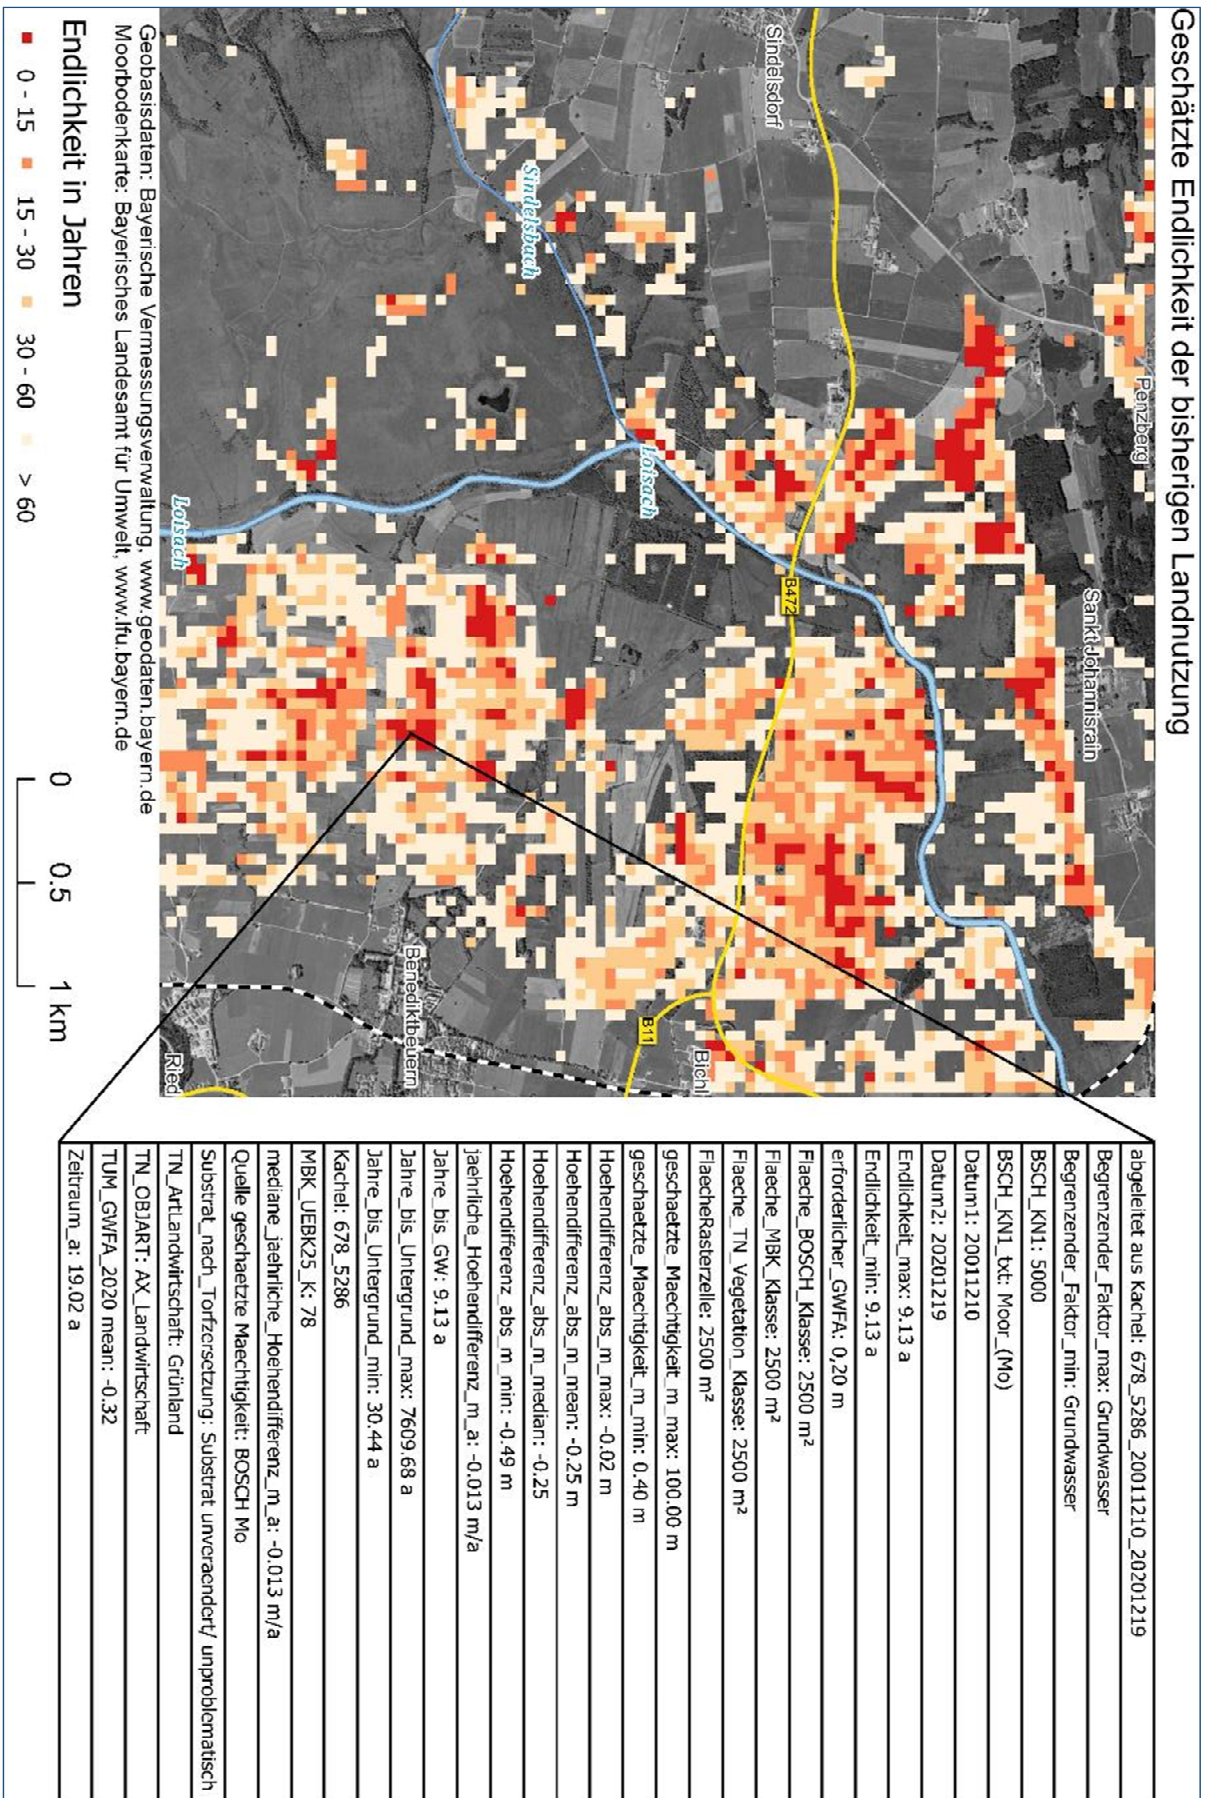 Geschätzte Endlichkeit der bisherigen Landnutzung
Penzberg
Sankt Johannisrain
Sindelsdorf
B472
Sindelsbach
Loisach
Loisach
Bichl
B11
Benediktbeuern
Ried
Geobasisdaten: Bayerische Vermessungsverwaltung, www.geodaten.bayern.de
Moorbodenkarte: Bayerisches Landesamt für Umwelt, www.lfu.bayern.de
Endlichkeit in Jahren
0 - 15 15 - 30 30 - 60 > 60
0 0.5 1 km
abgeleitet aus Kachel: 678_5286_20011210_20201219
Begrenzender_Faktor_max: Grundwasser
Begrenzender_Faktor_min: Grundwasser
BSCH_KN1: 5000
BSCH_KN1_txt: Moor_(Mo)
Datum1: 20011210
Datum2: 20201219
Endlichkeit_max: 9.13 a
Endlichkeit_min: 9.13 a
erforderlicher_GWFA: 0,20 m
Flaeche_BOSCH_Klasse: 2500 m²
Flaeche_MBK_Klasse: 2500 m²
Flaeche_TN_Vegetation_Klasse: 2500 m²
FlaecheRasterzelle: 2500 m²
geschaetzte_Maechtigkeit_m_max: 100.00 m
geschaetzte_Maechtigkeit_m_min: 0.40 m
Hoehendifferenz_abs_m_max: -0.02 m
Hoehendifferenz_abs_m_mean: -0.25 m
Hoehendifferenz_abs_m_median: -0.25
Hoehendifferenz_abs_m_min: -0.49 m
jaehrliche_Hoehendifferenz_m_a: -0.013 m/a
Jahre_bis_GW: 9.13 a
Jahre_bis_Untergrund_max: 7609.68 a
Jahre_bis_Untergrund_min: 30.44 a
Kachel: 678_5286
MBK_UEBK25_K: 78
mediane_jaehrliche_Hoehendifferenz_m_a: -0.013 m/a
Quelle geschaetzte Maechtigkeit: BOSCH Mo
Substrat_nach_Torfzersetzung: Substrat unveraendert/ unproblematisch
TN_ArtLandwirtschaft: Grünland
TN_OBJART: AX_Landwirtschaft
TUM_GWFA_2020 mean: -0.32
Zeitraum_a: 19.02 a